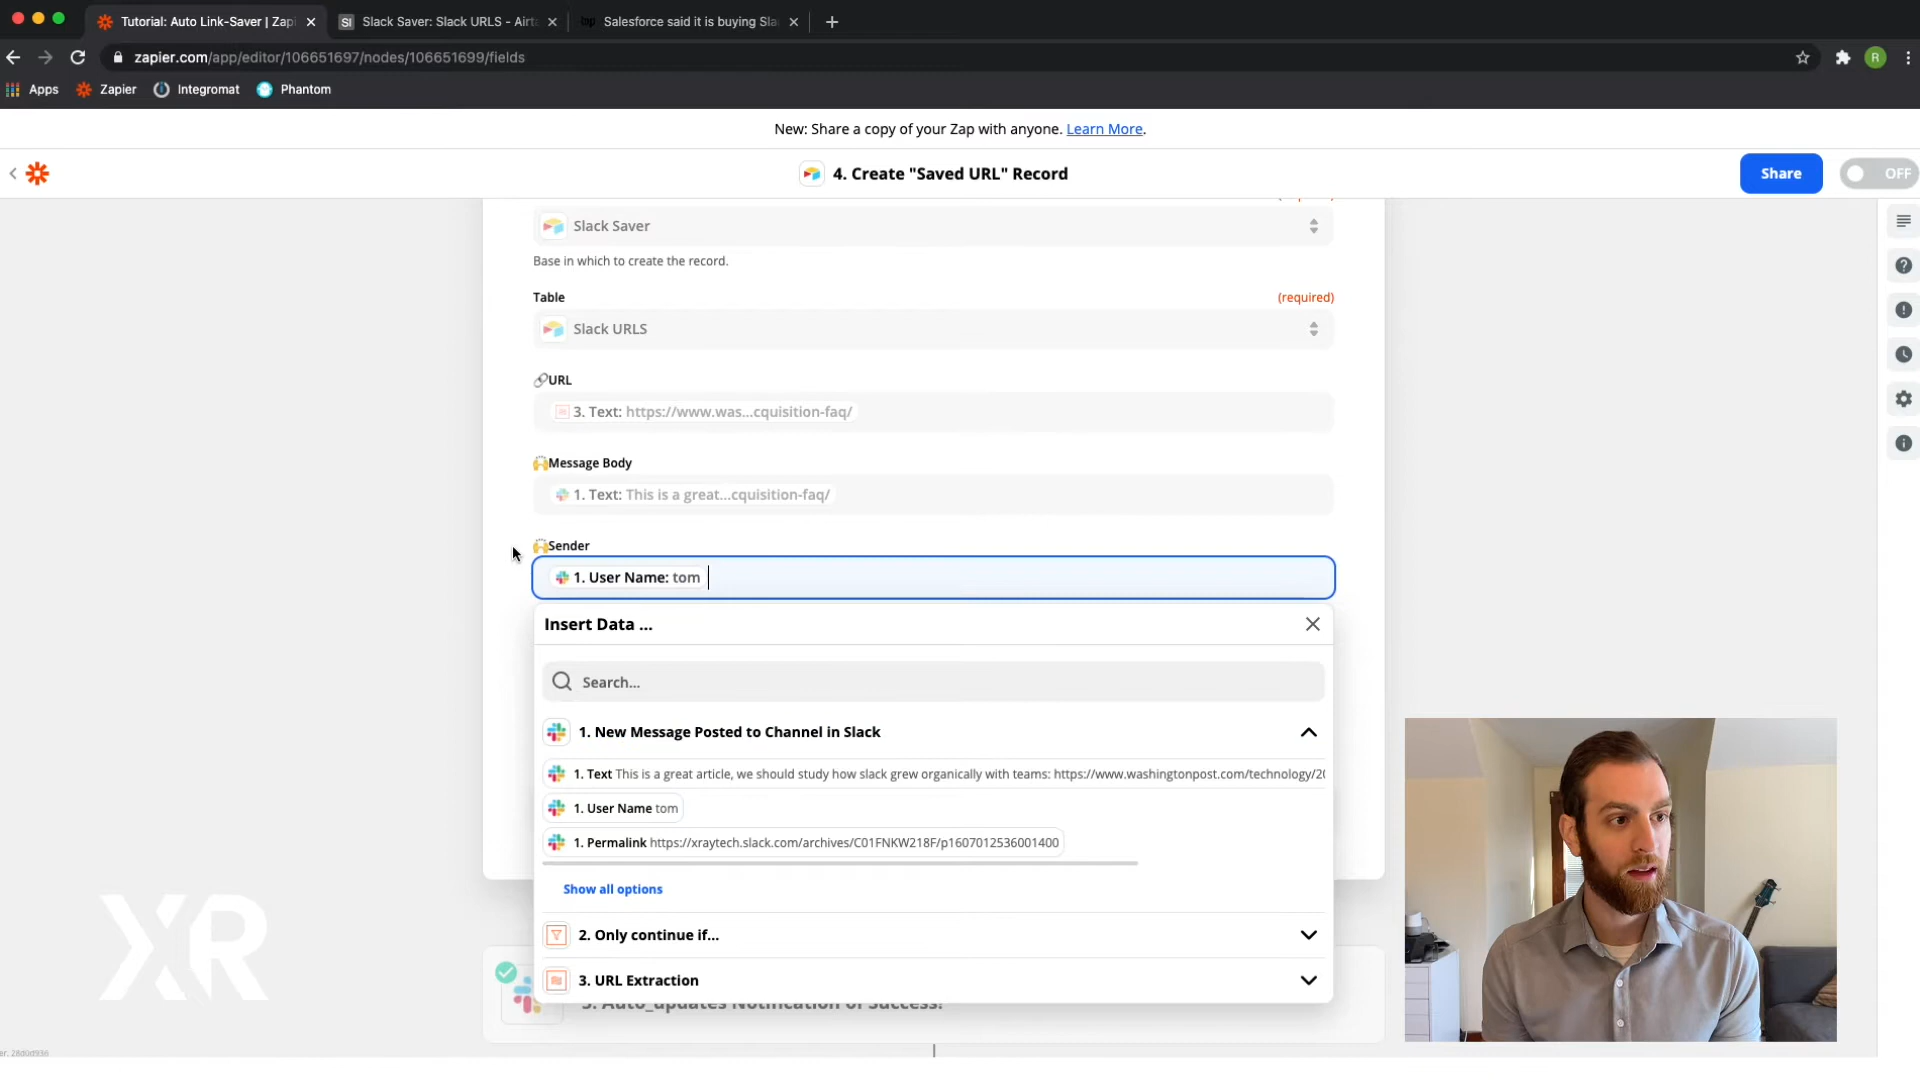 Tutorial: Auto Link-Saver | Zapi
SI Slack Saver: Slack URLS - Airta
Salesforce said it is buying Sla
zapier.com/app/editor/106651697/nodes/106651699/fields
R
Apps Zapier Integromat Phantom
New: Share a copy of your Zap with anyone. Learn More.
4. Create "Saved URL" Record
Share
OFF
Slack Saver
Base in which to create the record.
Table (required)
Slack URLS
🔗URL
3. Text: https://www.was...cquisition-faq/
🙌Message Body
1. Text: This is a great...cquisition-faq/
🙌Sender
1. User Name: tom
Insert Data ...
Search...
1. New Message Posted to Channel in Slack
1. Text This is a great article, we should study how slack grew organically with teams: https://www.washingtonpost.com/technology/20
1. User Name tom
1. Permalink https://xraytech.slack.com/archives/C01FNKW218F/p1607012536001400
Show all options
2. Only continue if...
3. URL Extraction
5. Auto_updates Notification of Success!
XR